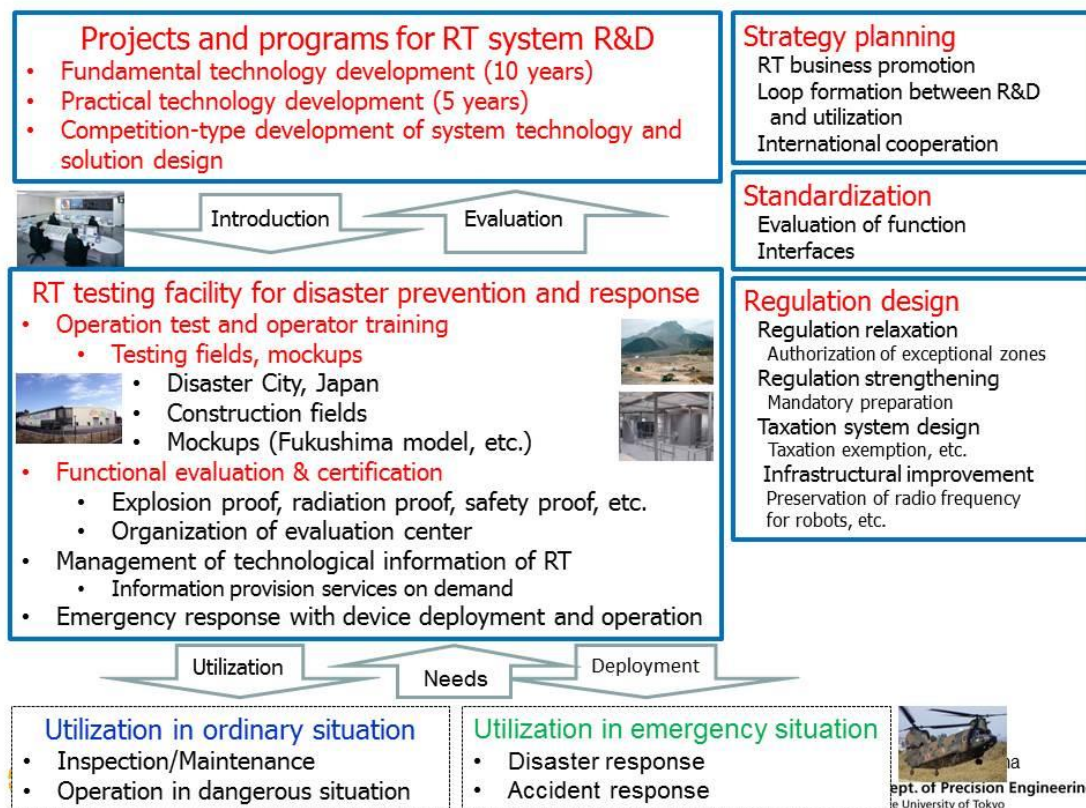 Projects and programs for RT system R&D
• Fundamental technology development (10 years)
• Practical technology development (5 years)
• Competition-type development of system technology and
solution design
Introduction
Evaluation
RT testing facility for disaster prevention and response
• Operation test and operator training
• Testing fields, mockups
• Disaster City, Japan
• Construction fields
• Mockups (Fukushima model, etc.)
• Functional evaluation & certification
• Explosion proof, radiation proof, safety proof, etc.
• Organization of evaluation center
• Management of technological information of RT
• Information provision services on demand
• Emergency response with device deployment and operation
Utilization
Needs
Deployment
Utilization in ordinary situation
• Inspection/Maintenance
• Operation in dangerous situation
Utilization in emergency situation
• Disaster response
• Accident response
Strategy planning
RT business promotion
Loop formation between R&D
and utilization
International cooperation
Standardization
Evaluation of function
Interfaces
Regulation design
Regulation relaxation
Authorization of exceptional zones
Regulation strengthening
Mandatory preparation
Taxation system design
Taxation exemption, etc.
Infrastructural improvement
Preservation of radio frequency
for robots, etc.
of Precision
University of Tokyo